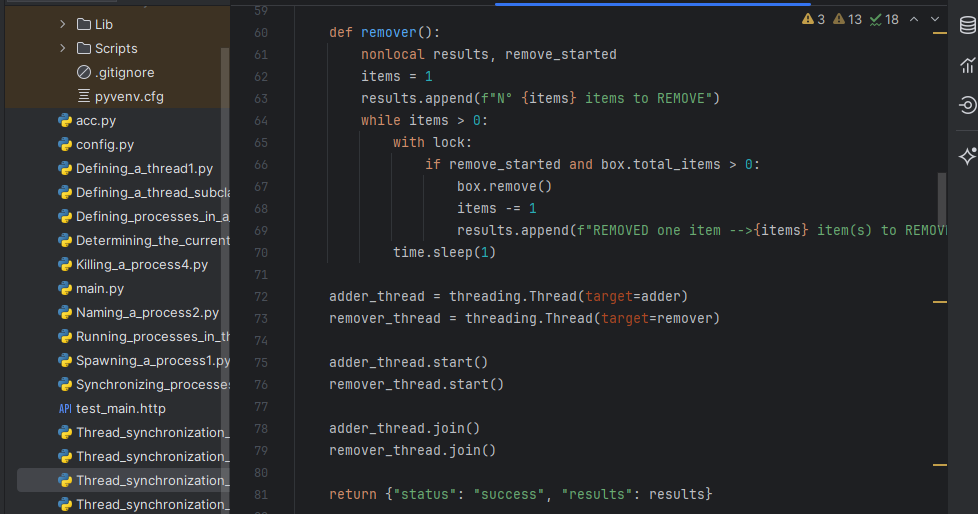 Lib
Scripts
.gitignore
pyvenv.cfg
acc.py
config.py
Defining_a_thread1.py
Defining_a_thread_subcla
Defining_processes_in_a
Determining_the_current
Killing_a_process4.py
main.py
Naming_a_process2.py
Running_processes_in_th
Spawning_a_process1.py
Synchronizing_processes
API test_main.http
Thread_synchronization_
Thread_synchronization_
Thread_synchronization_
Thread_synchronization_
3 13 18
59
60 def remover():
61 nonlocal results, remove_started
62 items = 1
63 results.append(f"N° {items} items to REMOVE")
64 while items > 0:
65 with lock:
66 if remove_started and box.total_items > 0:
67 box.remove()
68 items -= 1
69 results.append(f"REMOVED one item -->{items} item(s) to REMOV
70 time.sleep(1)
71
72 adder_thread = threading.Thread(target=adder)
73 remover_thread = threading.Thread(target=remover)
74
75 adder_thread.start()
76 remover_thread.start()
77
78 adder_thread.join()
79 remover_thread.join()
80
81 return {"status": "success", "results": results}